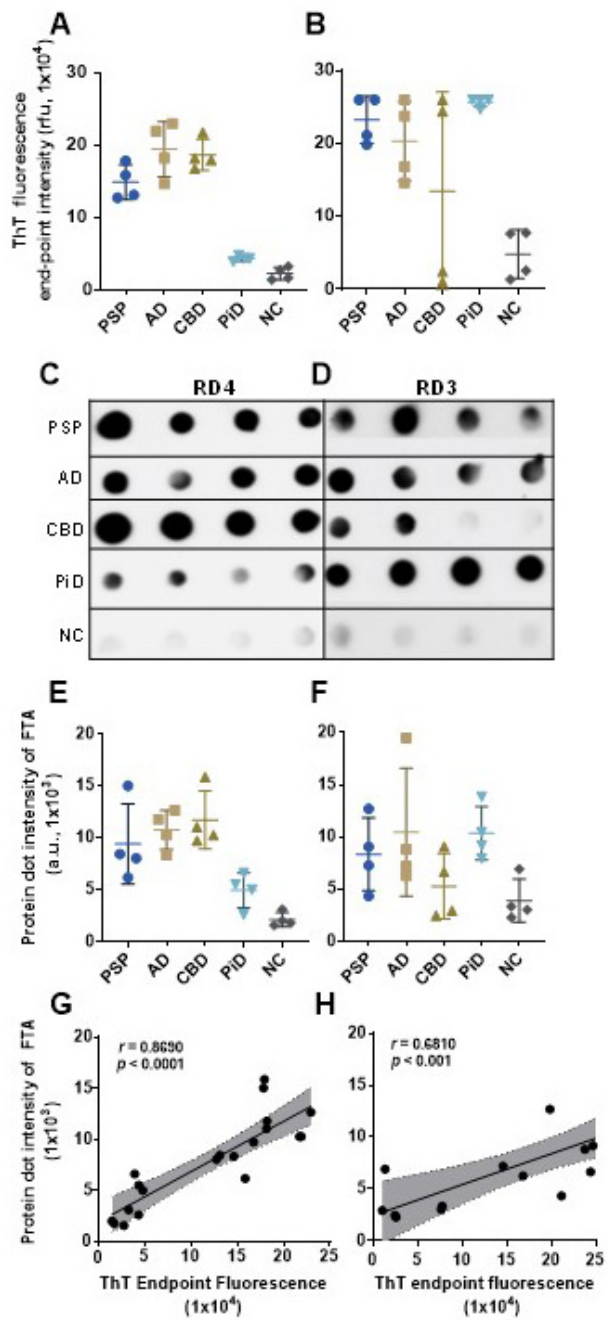 A
B
ThT fluorescence
end-point intensity (rfu, 1x10⁴)
30
20
10
0
PSP
AD
CBD
PiD
NC
30
20
10
0
PSP
AD
CBD
PiD
NC
C
RD4
D
RD3
PSP
AD
CBD
PiD
NC
E
F
Protein dot instensity of FTA
(a.u., 1x10³)
20
15
10
5
0
PSP
AD
CBD
PiD
NC
20
15
10
5
0
PSP
AD
CBD
PiD
NC
G
H
Protein dot intensity of FTA
(1x10³)
r = 0.8690
p < 0.0001
20
15
10
5
0
0 5 10 15 20 25
ThT Endpoint Fluorescence
(1x10⁴)
r = 0.6810
p < 0.001
20
15
10
5
0
0 5 10 15 20 25
ThT endpoint fluorescence
(1x10⁴)